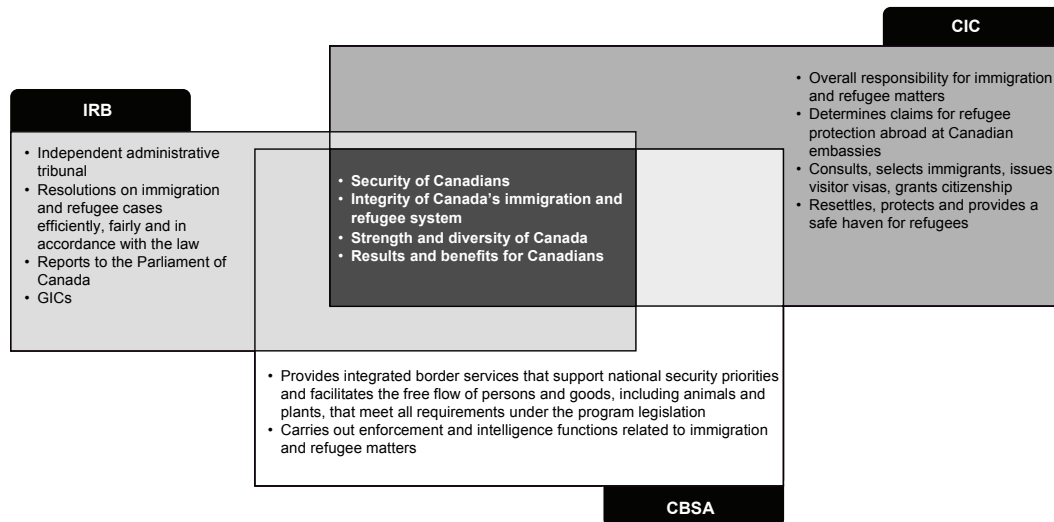 CIC
• Overall responsibility for immigration
and refugee matters
• Determines claims for refugee
protection abroad at Canadian
embassies
• Consults, selects immigrants, issues
visitor visas, grants citizenship
• Resettles, protects and provides a
safe haven for refugees
IRB
• Independent administrative
tribunal
• Resolutions on immigration
and refugee cases
efficiently, fairly and in
accordance with the law
• Reports to the Parliament of
Canada
• GICs
• Security of Canadians
• Integrity of Canada’s immigration and
refugee system
• Strength and diversity of Canada
• Results and benefits for Canadians
• Provides integrated border services that support national security priorities
and facilitates the free flow of persons and goods, including animals and
plants, that meet all requirements under the program legislation
• Carries out enforcement and intelligence functions related to immigration
and refugee matters
CBSA